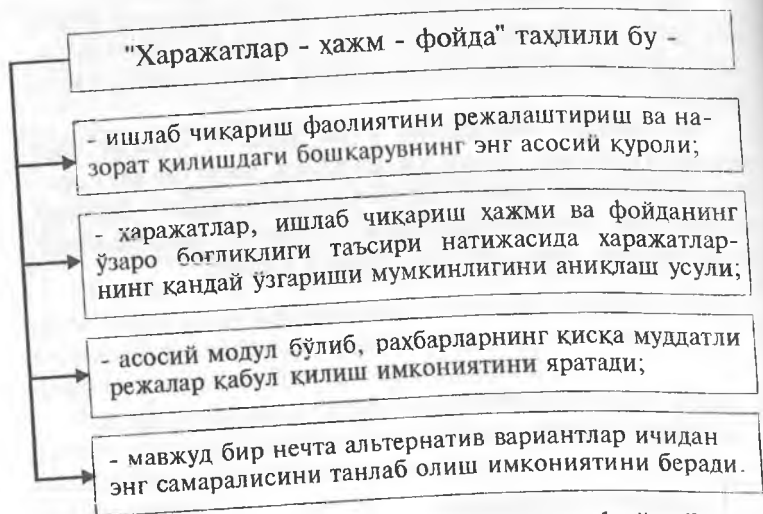 "Харажатлар - ҳажм - фойда" таҳлили бу -
- ишлаб чиқариш фаолиятини режалаштириш ва на-
зорат қилишдаги бошқарувнинг энг асосий қуроли;
- харажатлар, ишлаб чиқариш ҳажми ва фойданинг
ўзаро боғлиқлиги таъсири натижасида харажатлар-
нинг қандай ўзгариши мумкинлигини аниқлаш усули;
- асосий модул бўлиб, раҳбарларнинг қисқа муддатли
режалар қабул қилиш имкониятини яратади;
- мавжуд бир нечта альтернатив вариантлар ичидан
энг самаралисини танлаб олиш имкониятини беради.